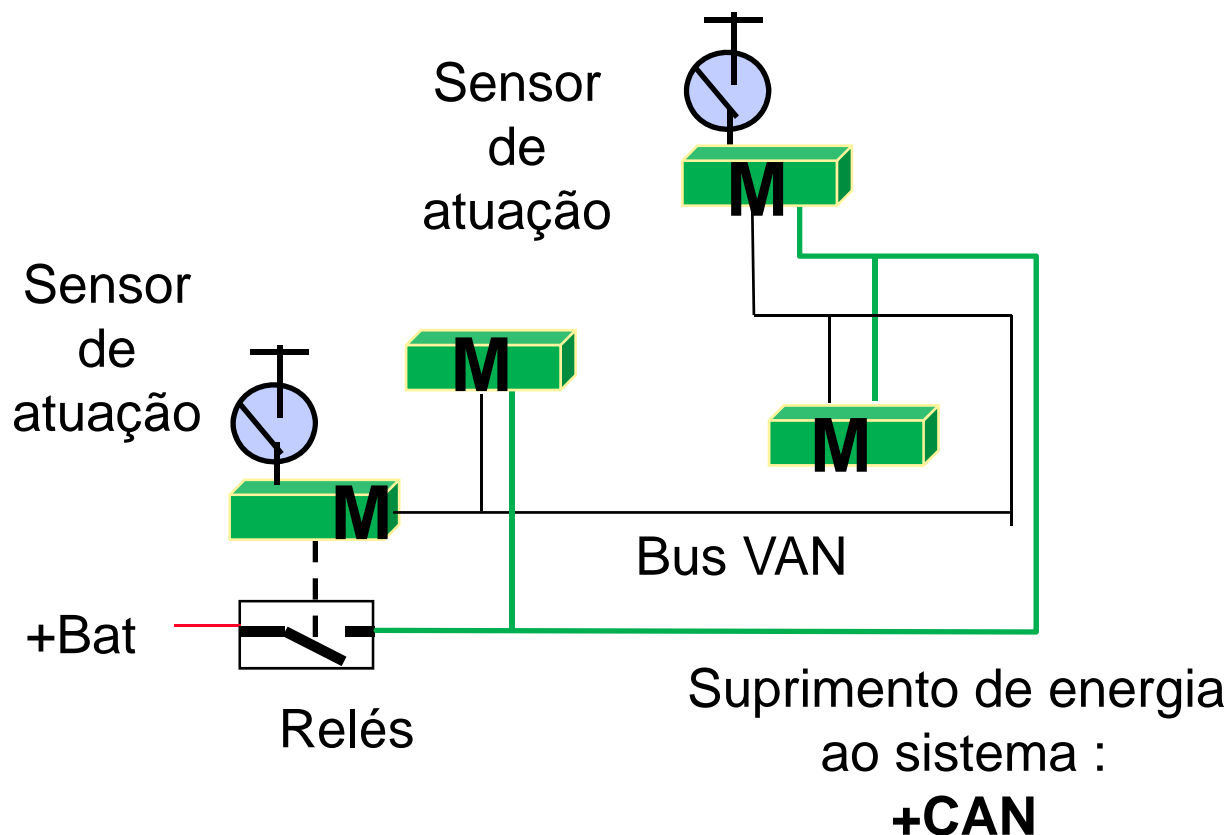 Sensor
de
atuação
M
Sensor
de
atuação
M
M
M
Bus VAN
+Bat
Relés
Suprimento de energia
ao sistema :
+CAN